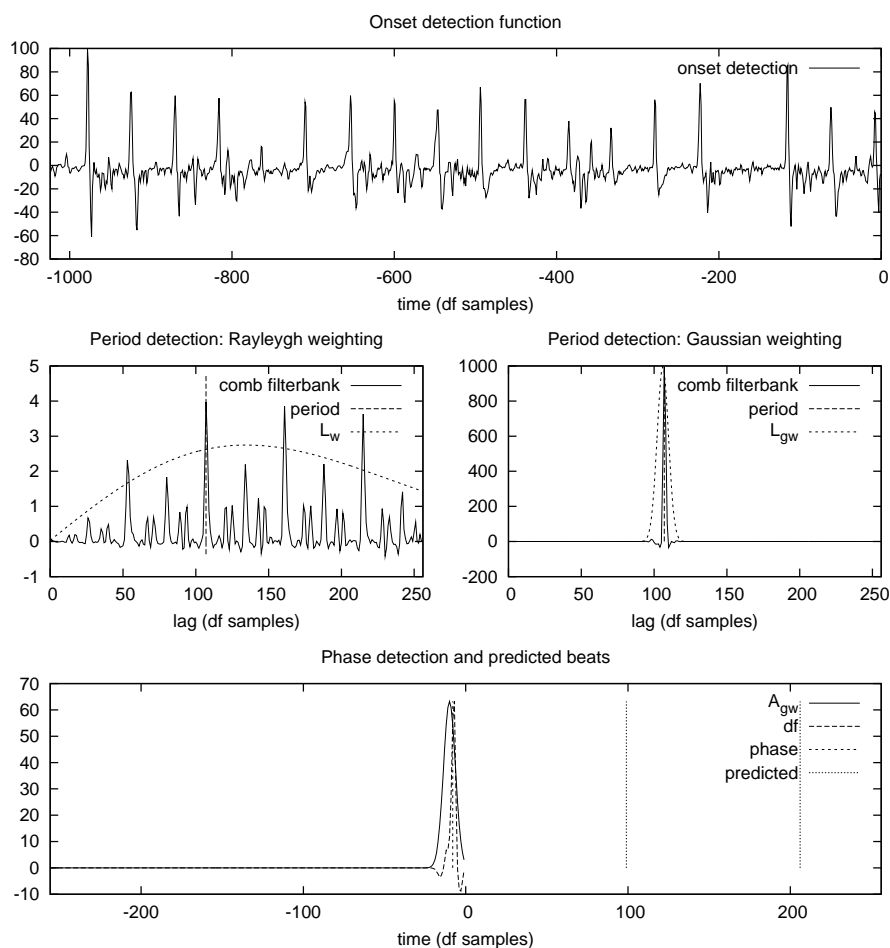 Onset detection function
100
80
60
40
20
0
-20
-40
-60
-80
onset detection
-1000 -800 -600 -400 -200 0
time (df samples)
Period detection: Rayleygh weighting
5
4
3
2
1
0
-1
comb filterbank
period
L_w
0 50 100 150 200 250
lag (df samples)
Period detection: Gaussian weighting
1000
800
600
400
200
0
-200
comb filterbank
period
L_gw
0 50 100 150 200 250
lag (df samples)
Phase detection and predicted beats
70
60
50
40
30
20
10
0
-10
A_gw
df
phase
predicted
-200 -100 0 100 200
time (df samples)